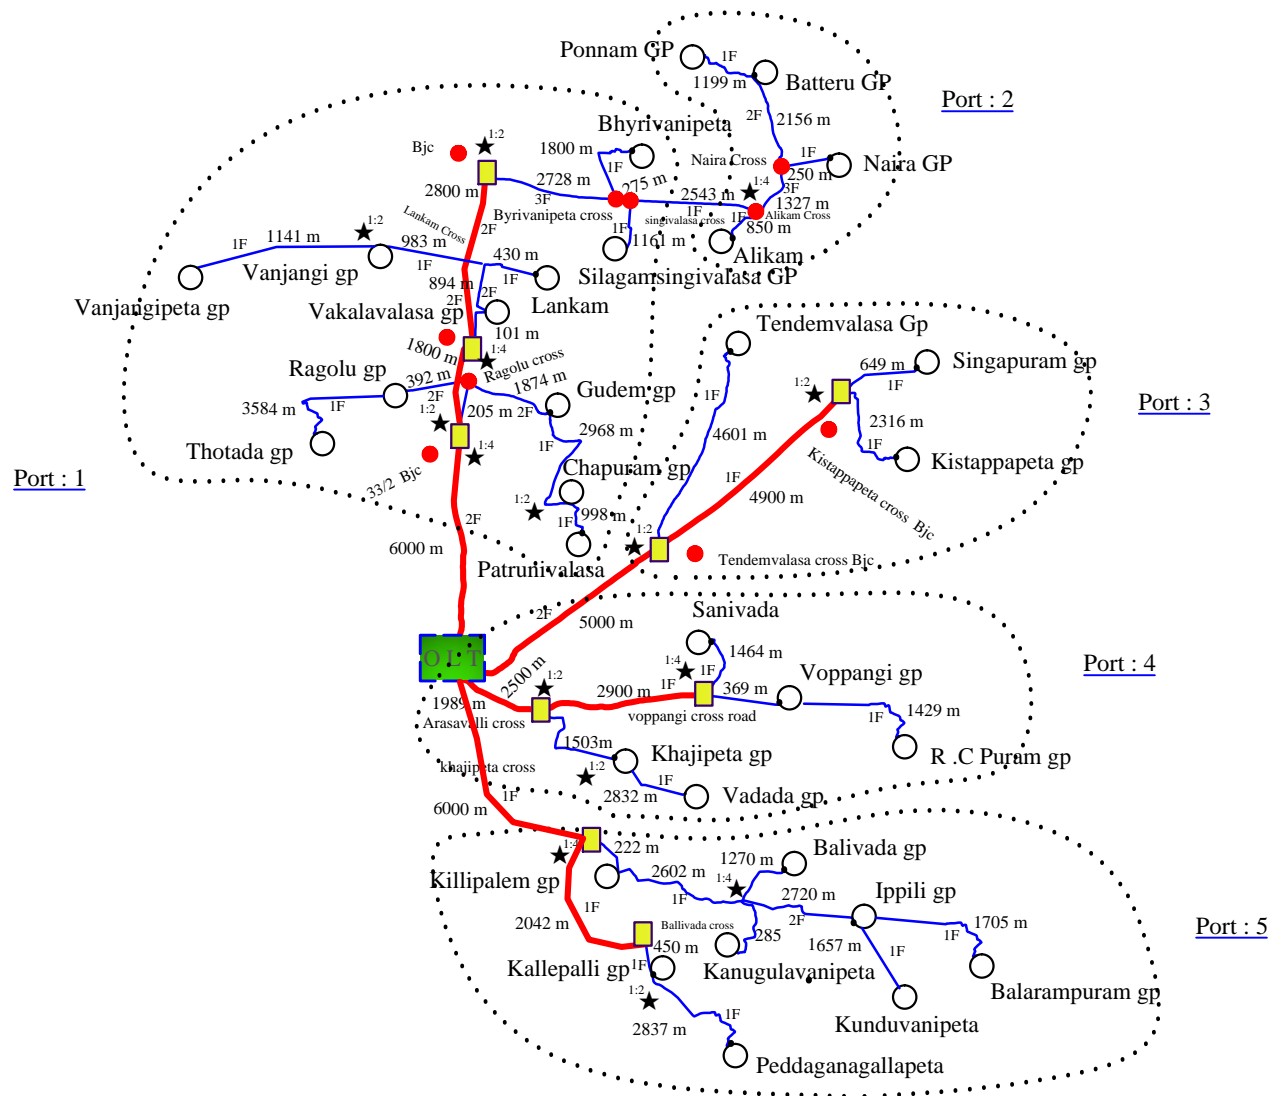 Ponnam GP
1F
1199 m
Batteru GP
Port : 2
2F
2156 m
Bhyrivanipeta
1:2
Bjc
1800 m
1F
Naira Cross
1F
Naira GP
250 m
2800 m
2728 m
3F
275 m
2543 m
1F
1:4
3F
1327 m
Byrivanipeta cross
singivalasa cross
1F
Alikam Cross
850 m
Lankam Cross
2F
1:2
1141 m
1F
983 m
1F
430 m
1F
1161 m
Alikam
Silagamsingivalasa GP
Vanjangi gp
894 m
2F
2F
Lankam
Vanjangipeta gp
Vakalavalasa gp
101 m
Tendemvalasa Gp
1800 m
1:4
Ragolu cross
Ragolu gp
392 m
2F
1874 m
2F
Gudem gp
649 m
1F
Singapuram gp
1:2
3584 m
1F
1:2
205 m
1F
Port : 3
2316 m
1F
2968 m
1F
4601 m
Thotada gp
1:4
33/2 Bjc
Chapuram gp
Kistappapeta gp
Kistappapeta cross Bjc
Port : 1
1F
4900 m
1:2
1F
998 m
2F
6000 m
1:2
Patrunivalasa
Tendemvalasa cross Bjc
2F
5000 m
Sanivada
O L T
1464 m
1:4
1F
Port : 4
2500 m
1:2
1F
2900 m
369 m
Voppangi gp
1989 m
Arasavalli cross
voppangi cross road
1F
1429 m
1503m
Khajipeta gp
R .C Puram gp
khajipeta cross
1:2
1F
2832 m
Vadada gp
6000 m
1F
1:4
222 m
1270 m
Balivada gp
Killipalem gp
2602 m
1F
1:4
2720 m
2F
Ippili gp
1F
2042 m
Ballivada cross
285
1705 m
1F
Port : 5
450 m
1657 m
1F
Kallepalli gp
1F
Kanugulavanipeta
Balarampuram gp
1:2
2837 m
1F
Kunduvanipeta
Peddaganagallapeta